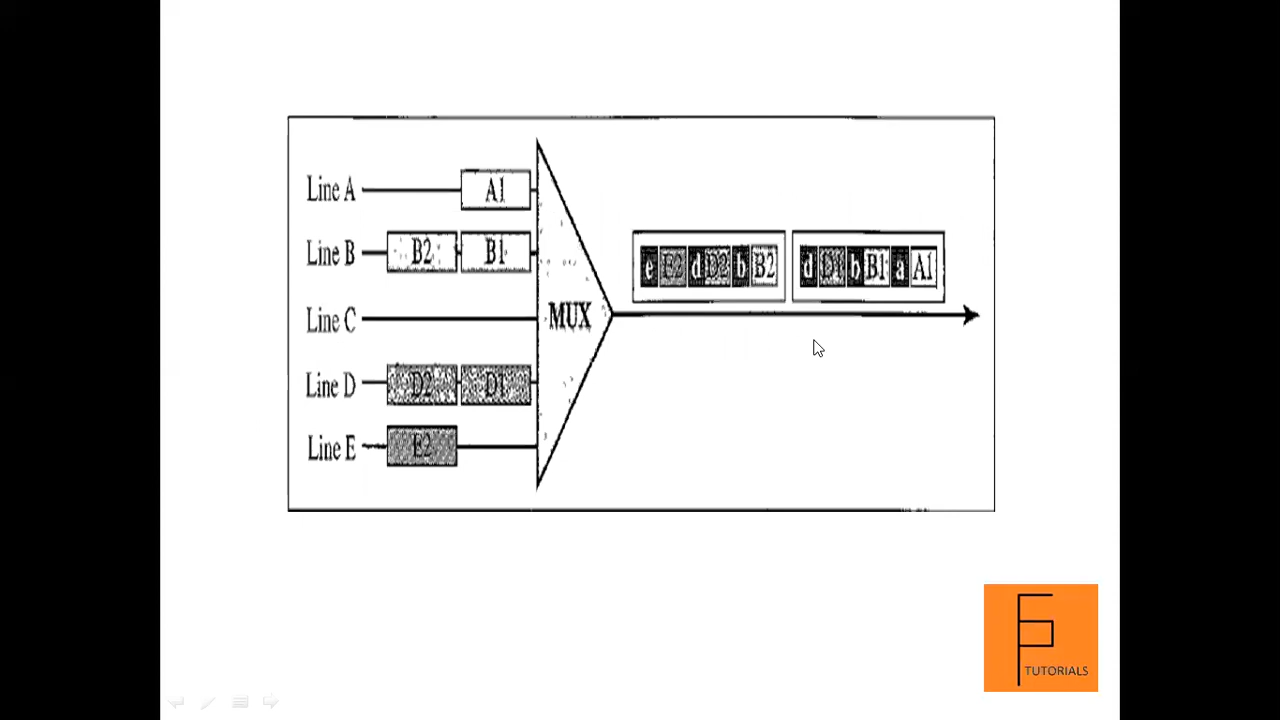 Line A A1
Line B B2 B1
Line C
Line D D2 D1
Line E E2
MUX
e E2 d D2 b B2 d D1 b B1 a A1
TUTORIALS